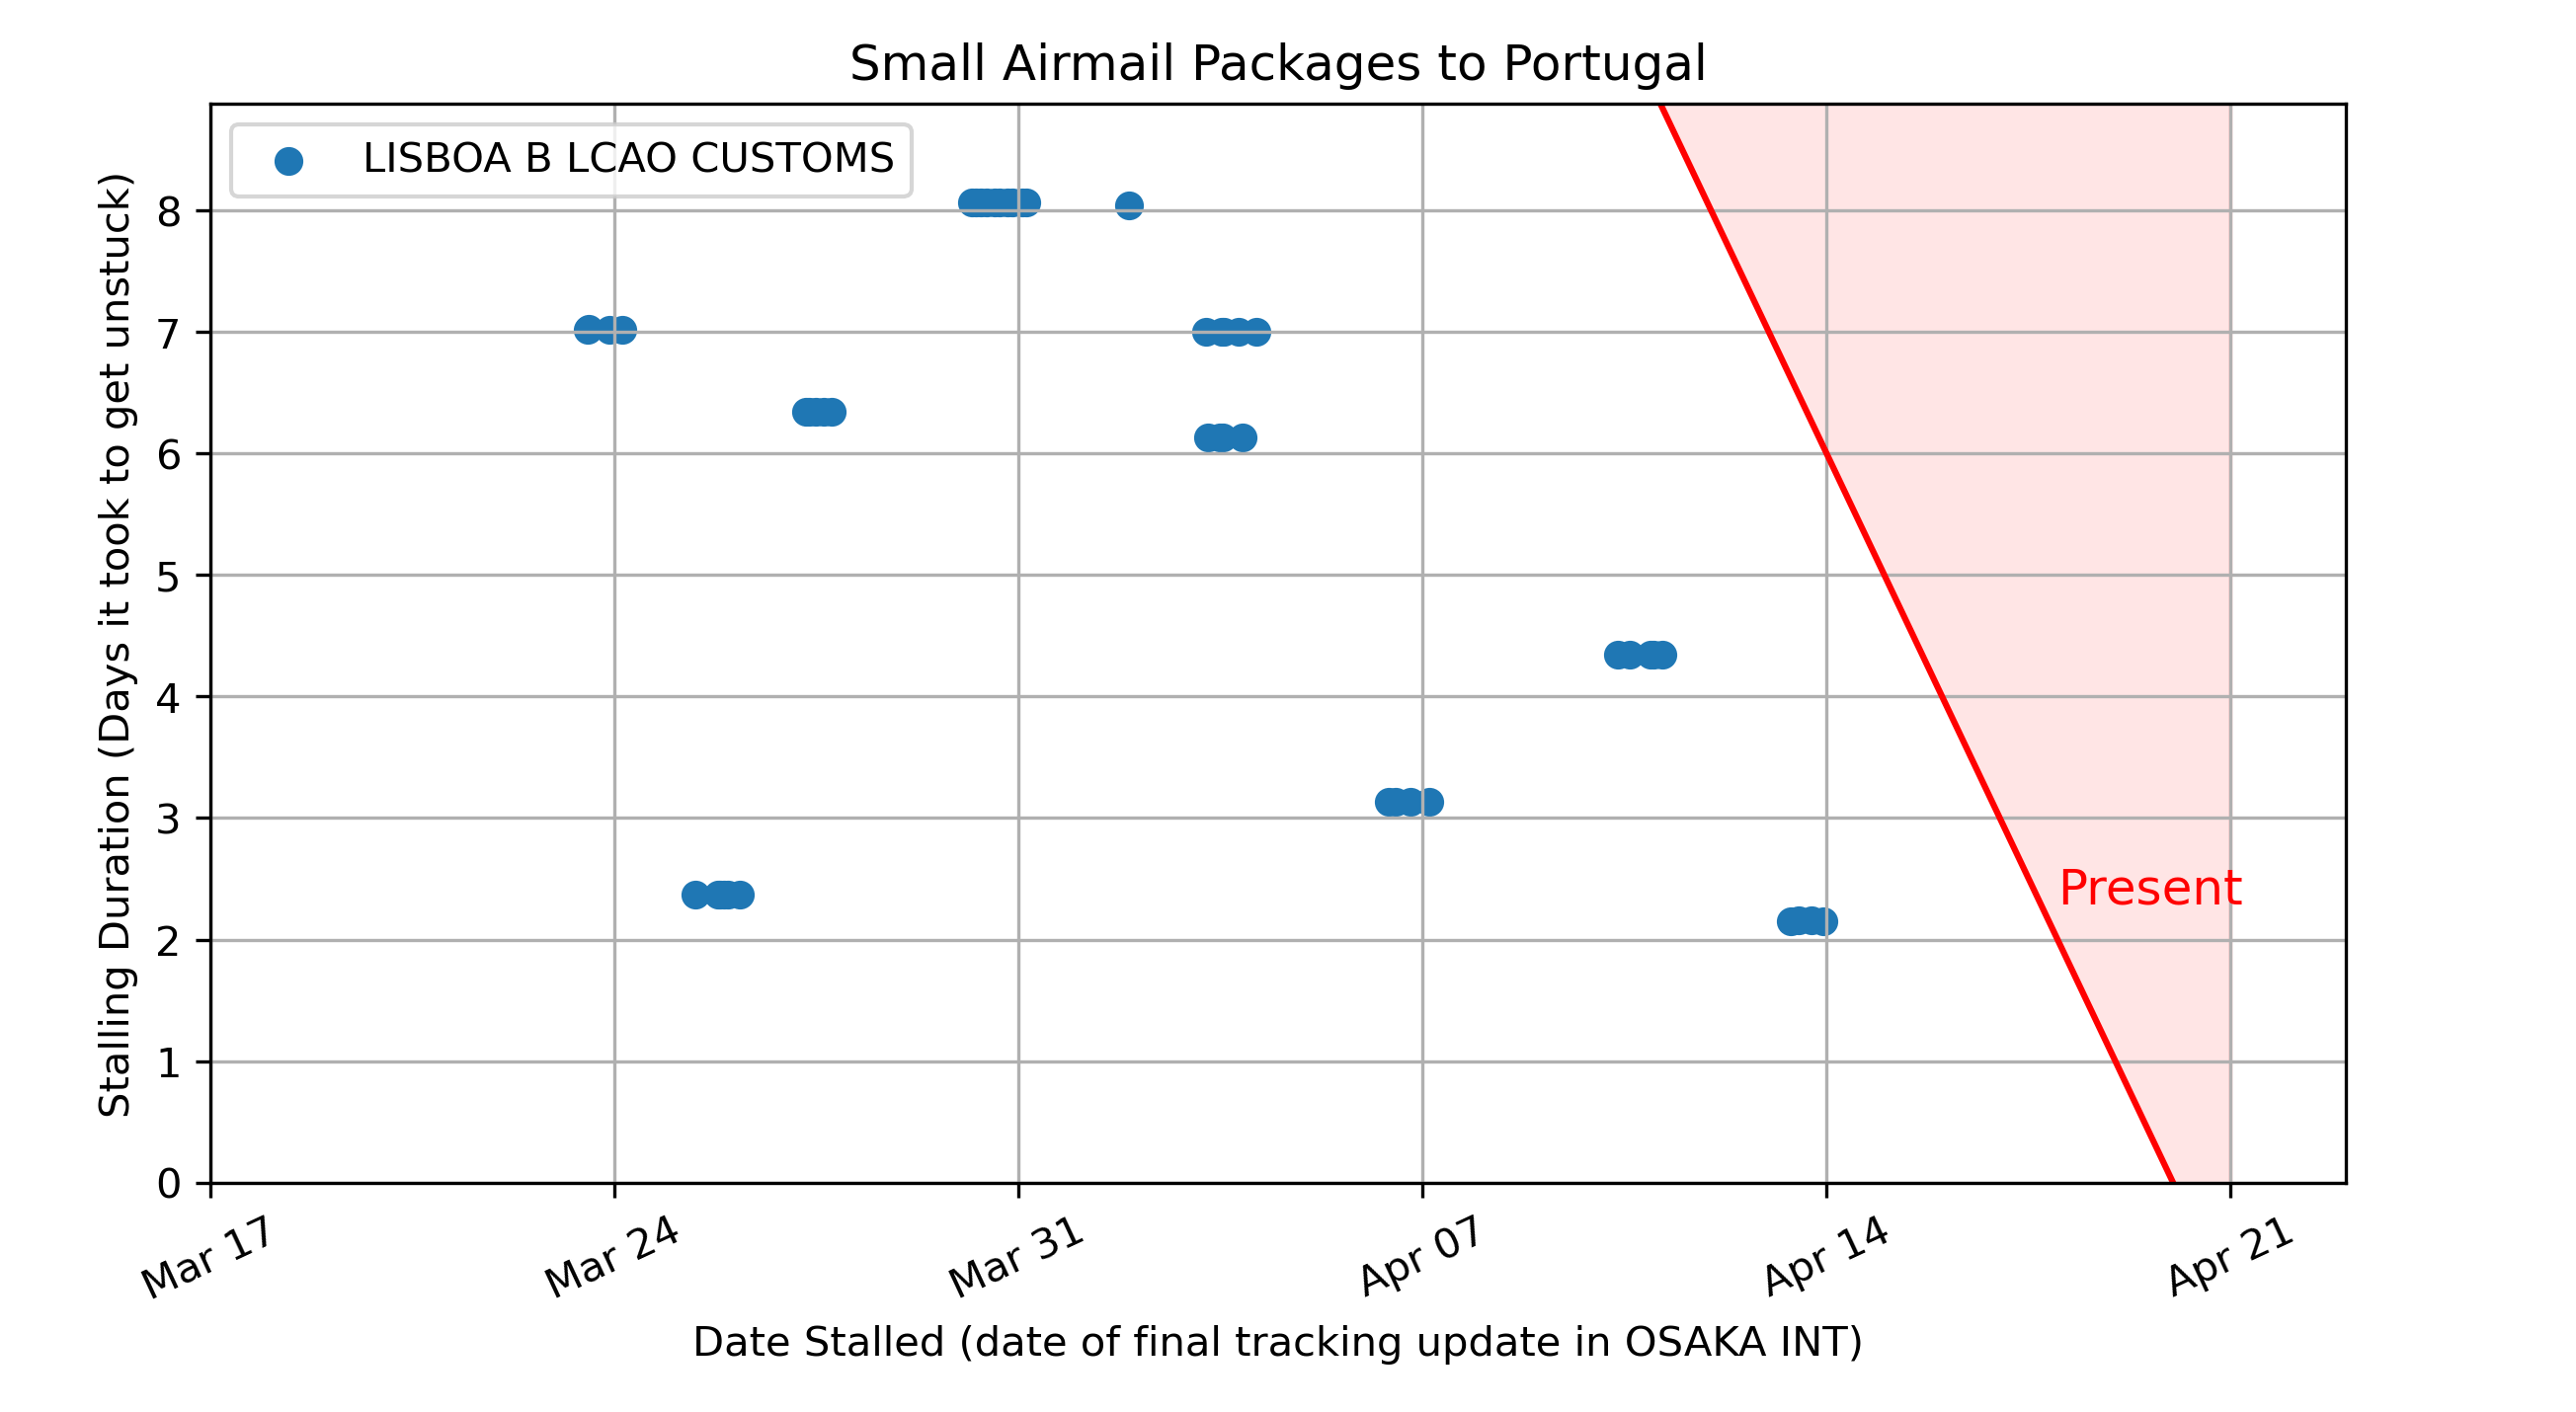 Small Airmail Packages to Portugal
LISBOA B LCAO CUSTOMS
Stalling Duration (Days it took to get unstuck)
8
7
6
5
4
3
2
1
0
Present
Mar 17
Mar 24
Mar 31
Apr 07
Apr 14
Apr 21
Date Stalled (date of final tracking update in OSAKA INT)